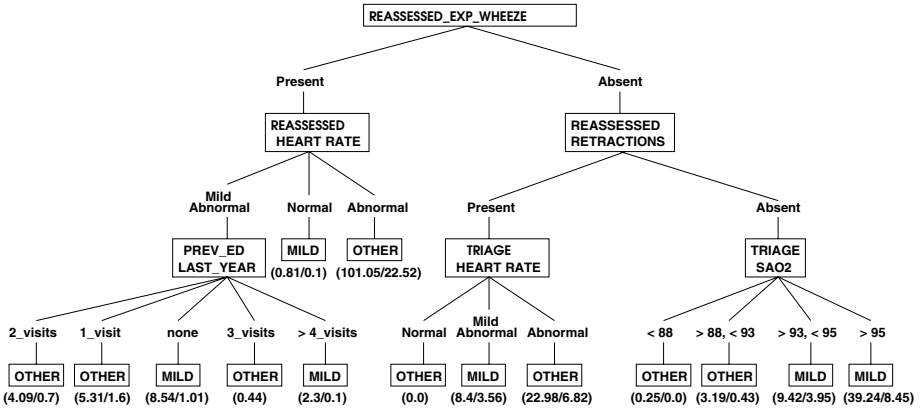 REASSESSED_EXP_WHEEZE
Present Absent
REASSESSED
HEART RATE
REASSESSED
RETRACTIONS
Mild
Abnormal Normal Abnormal Present Absent
PREV_ED
LAST_YEAR
MILD
(0.81/0.1)
OTHER
(101.05/22.52)
TRIAGE
HEART RATE
TRIAGE
SAO2
2_visits 1_visit none 3_visits > 4_visits Normal Mild
Abnormal Abnormal < 88 > 88, < 93 > 93, < 95 > 95
OTHER OTHER MILD OTHER MILD OTHER MILD OTHER OTHER OTHER MILD MILD
(4.09/0.7) (5.31/1.6) (8.54/1.01) (0.44) (2.3/0.1) (0.0) (8.4/3.56) (22.98/6.82) (0.25/0.0) (3.19/0.43) (9.42/3.95) (39.24/8.45)